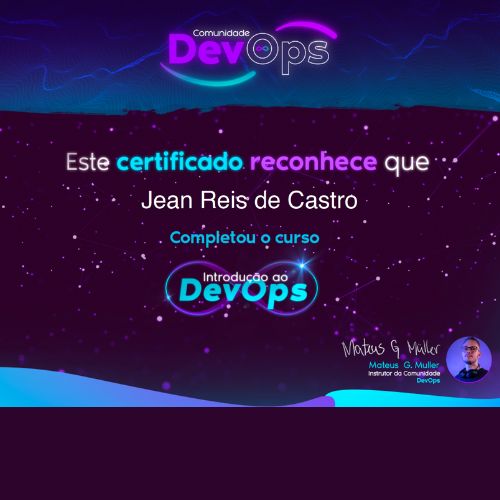 Comunidade
DevOps
Este certificado reconhece que
Jean Reis de Castro
Completou o curso
Introdução ao
DevOps
Mateus G Müller
Mateus G. Muller
Instrutor da Comunidade
DevOps